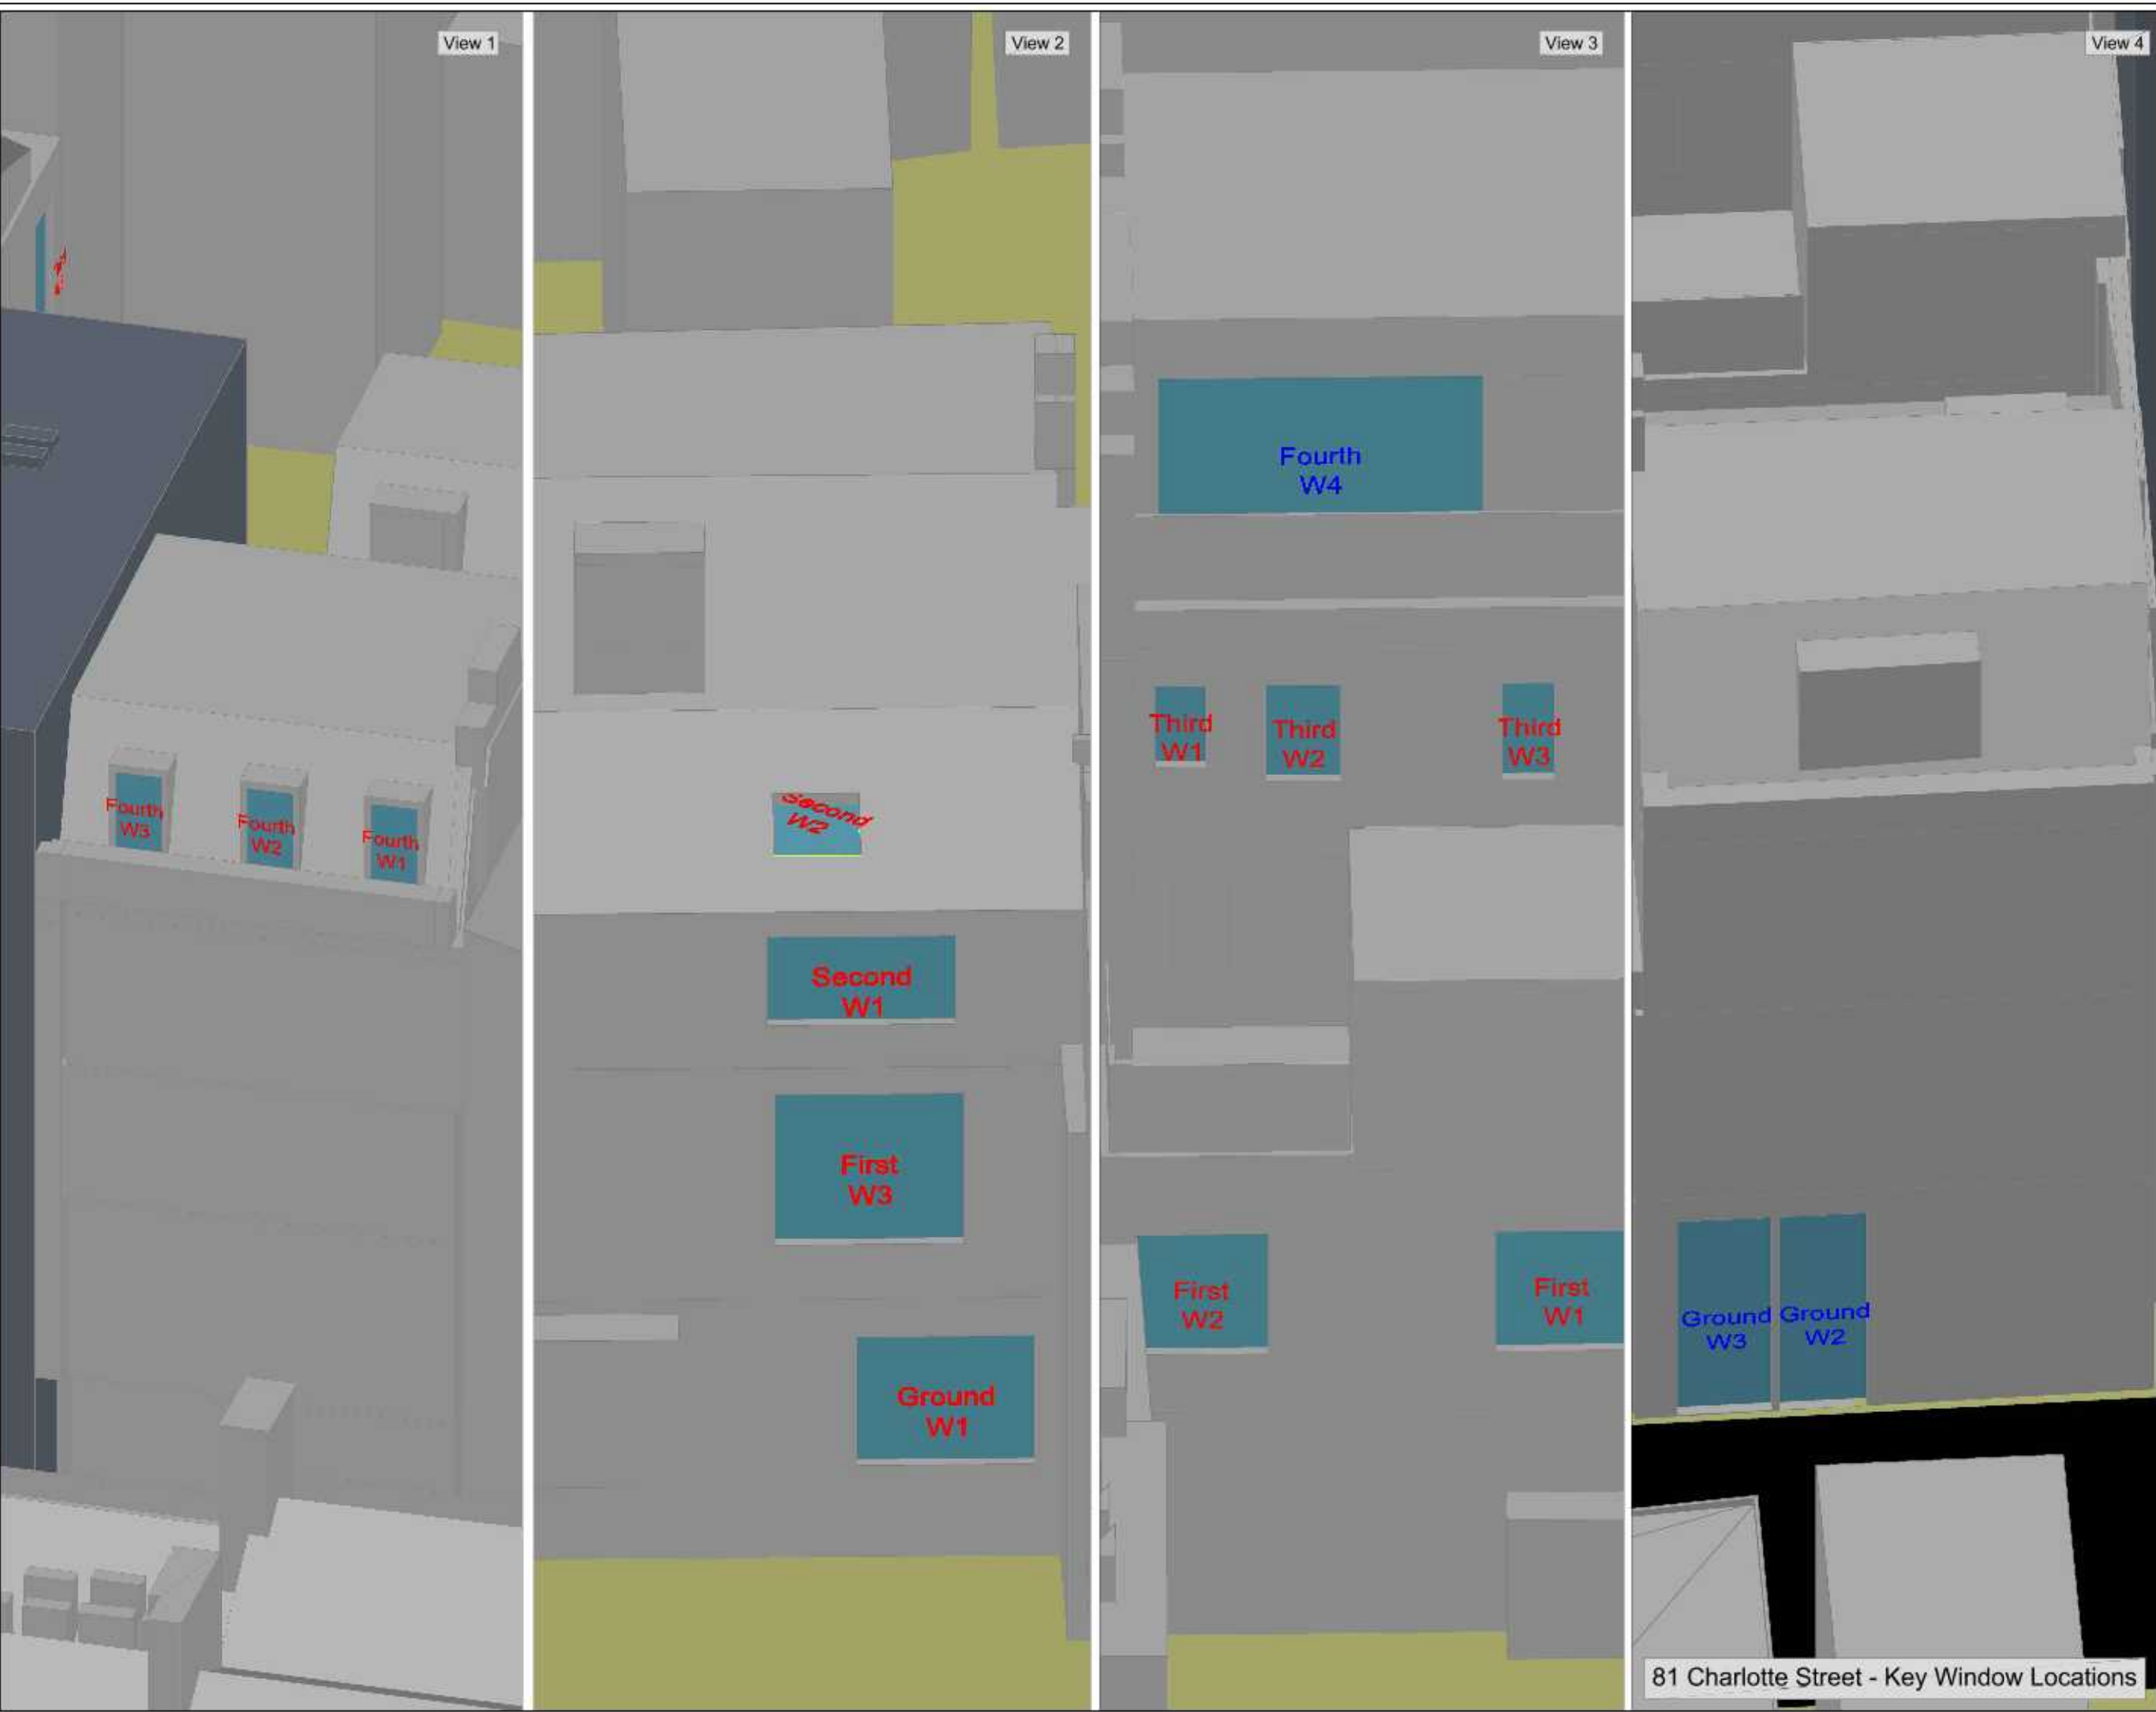 View 1
Fourth
W3
Fourth
W2
Fourth
W1
View 2
Second
W2
Second
W1
First
W3
Ground
W1
View 3
Fourth
W4
Third
W1
Third
W2
Third
W3
First
W2
First
W1
View 4
Ground
W3
Ground
W2
81 Charlotte Street - Key Window Locations